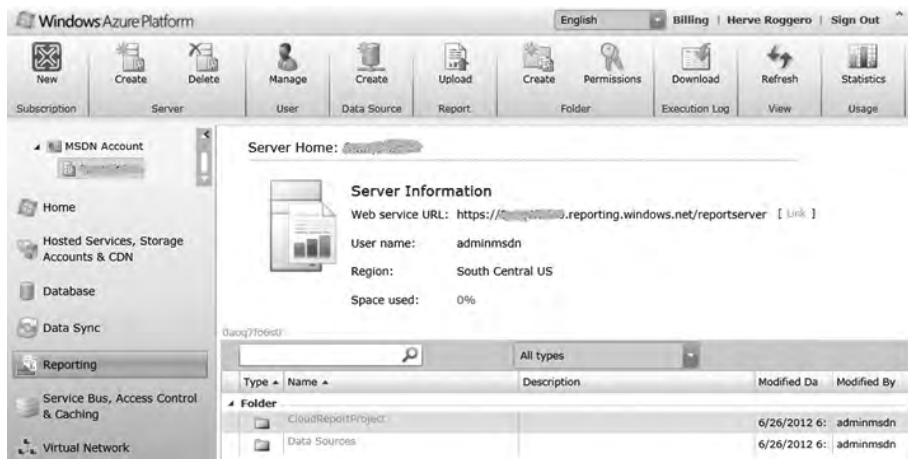 Windows Azure Platform
English Billing | Herve Roggero | Sign Out
New Create Delete Manage Create Upload Create Permissions Download Refresh Statistics
Subscription Server User Data Source Report Folder Execution Log View Usage
MSDN Account
Home
Hosted Services, Storage
Accounts & CDN
Database
Data Sync
Reporting
Service Bus, Access Control
& Caching
Virtual Network
Server Home:
Server Information
Web service URL: https:// .reporting.windows.net/reportserver [ Link ]
User name: adminmsdn
Region: South Central US
Space used: 0%
All types
Type Name Description Modified Da Modified By
Folder
CloudReportProject 6/26/2012 6: adminmsdn
Data Sources 6/26/2012 6: adminmsdn